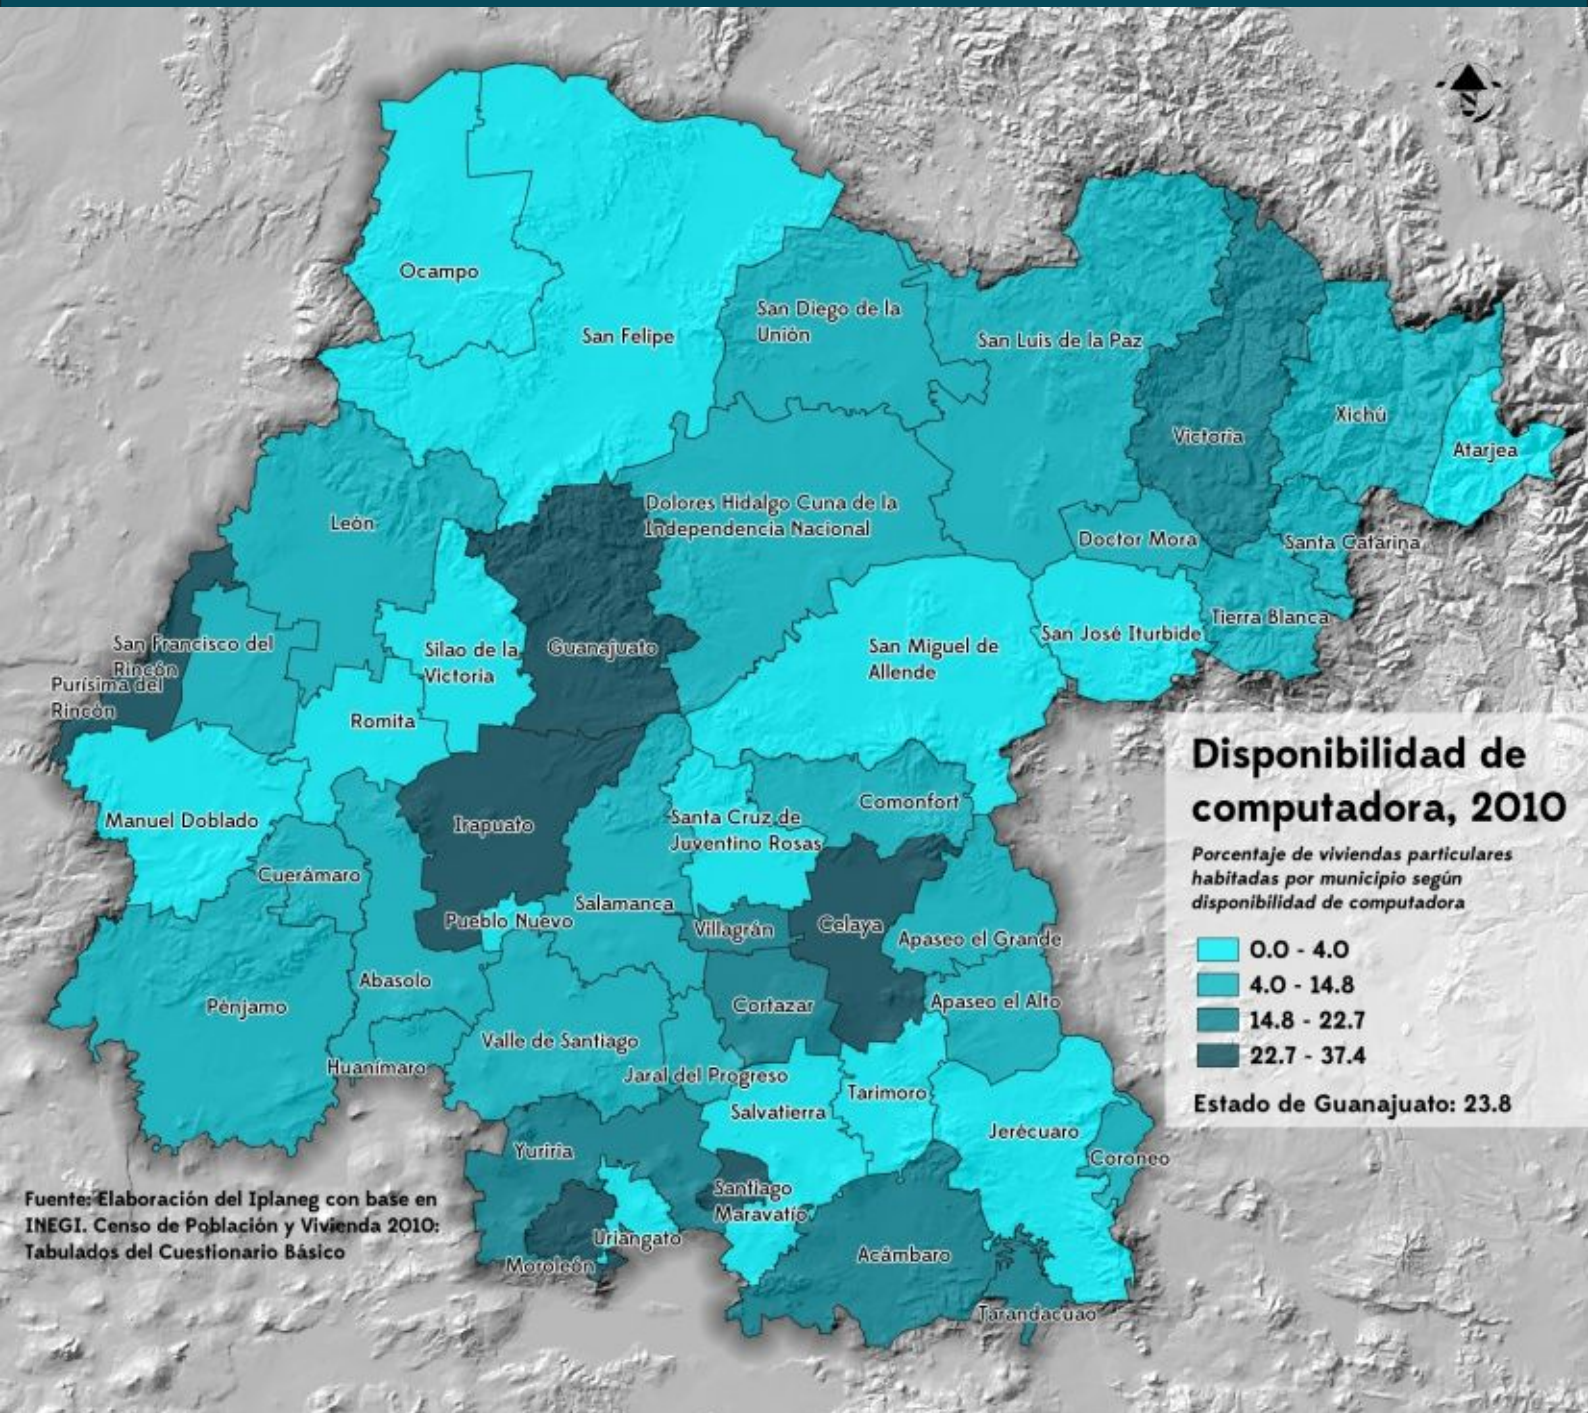 Ocampo
San Felipe
San Diego de la
Unión
San Luis de la Paz
Victoria
Xichú
Atarjea
León
Dolores Hidalgo Cuna de la
Independencia Nacional
Doctor Mora
Santa Catarina
Tierra Blanca
San José Iturbide
San Miguel de
Allende
Guanajuato
Silao de la
Victoria
San Francisco del
Rincón
Purísima del
Rincón
Romita
Manuel Doblado
Irapuato
Santa Cruz de
Juventino Rosas
Comonfort
Cuerámaro
Pueblo Nuevo
Salamanca
Villagrán
Celaya
Apaseo el Grande
Abasolo
Pénjamo
Cortazar
Apaseo el Alto
Valle de Santiago
Huanímaro
Jaral del Progreso
Salvatierra
Tarimoro
Jerécuaro
Coroneo
Yuriria
Santiago
Maravatío
Uriangato
Moroleón
Acámbaro
Tarandacuao
Disponibilidad de
computadora, 2010
Porcentaje de viviendas particulares
habitadas por municipio según
disponibilidad de computadora
0.0 - 4.0
4.0 - 14.8
14.8 - 22.7
22.7 - 37.4
Estado de Guanajuato: 23.8
Fuente: Elaboración del Iplaneg con base en
INEGI. Censo de Población y Vivienda 2010:
Tabulados del Cuestionario Básico